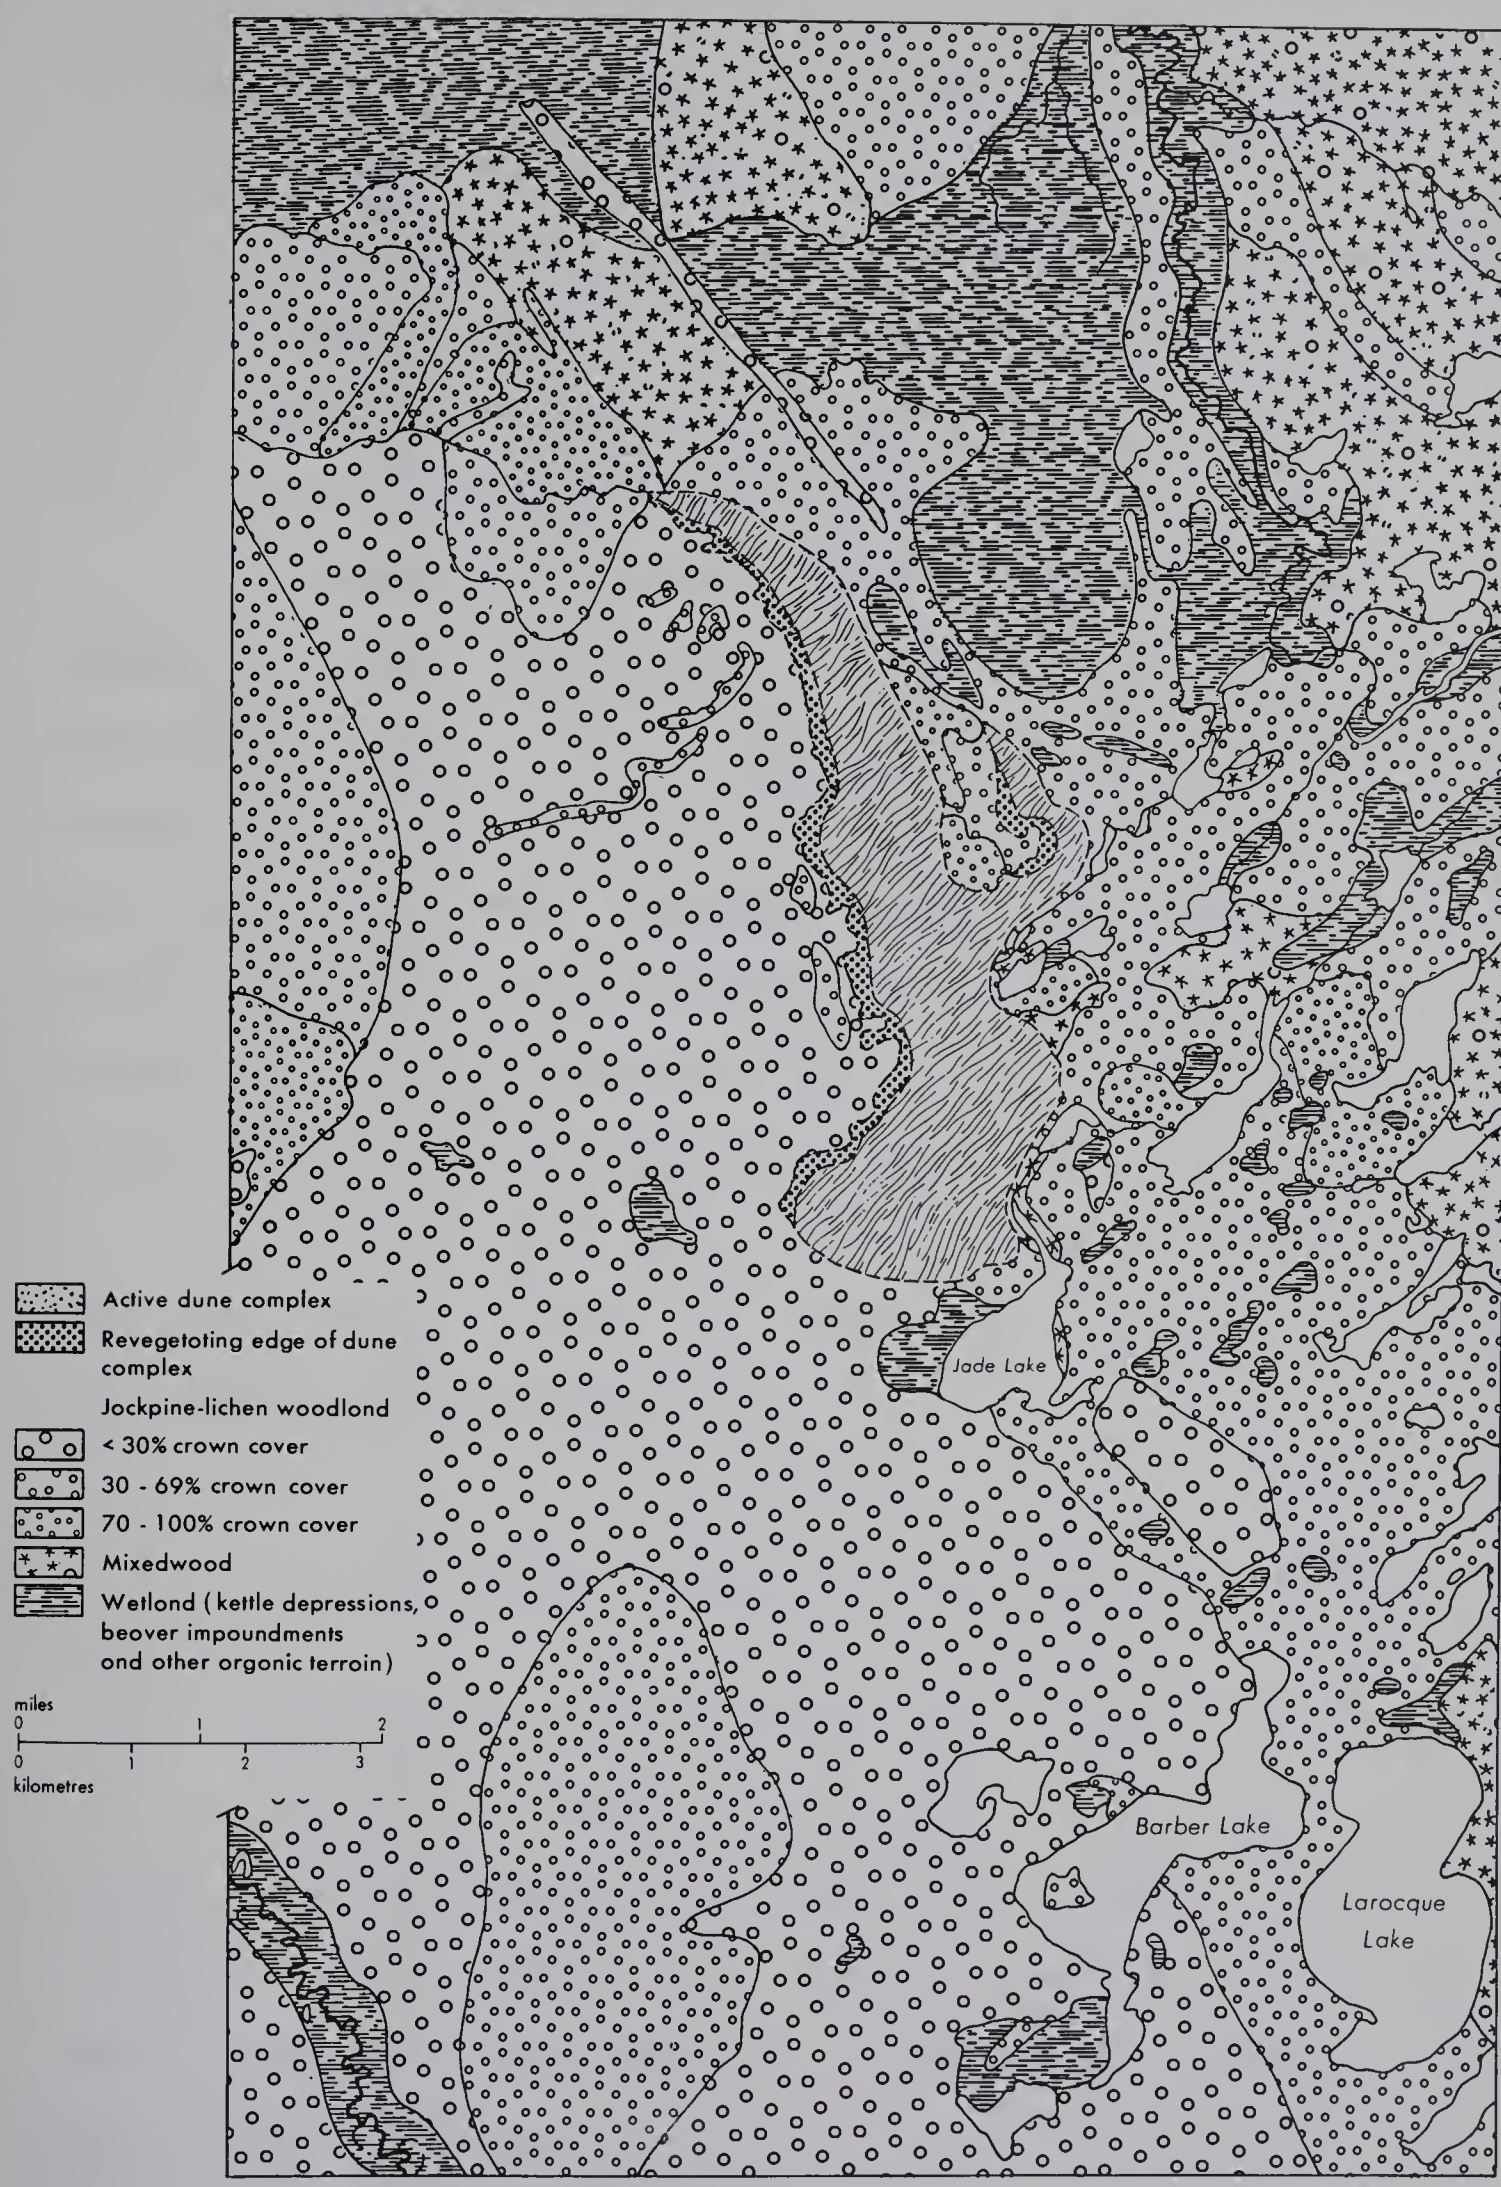 Active dune complex
Revegetoting edge of dune
complex
Jockpine-lichen woodlond
< 30% crown cover
30 - 69% crown cover
70 - 100% crown cover
Mixedwood
Wetlond ( kettle depressions,
beover impoundments
ond other orgonic terroin)
miles
0 1 2
0 1 2 3
kilometres
Jade Lake
Barber Lake
Larocque
Lake